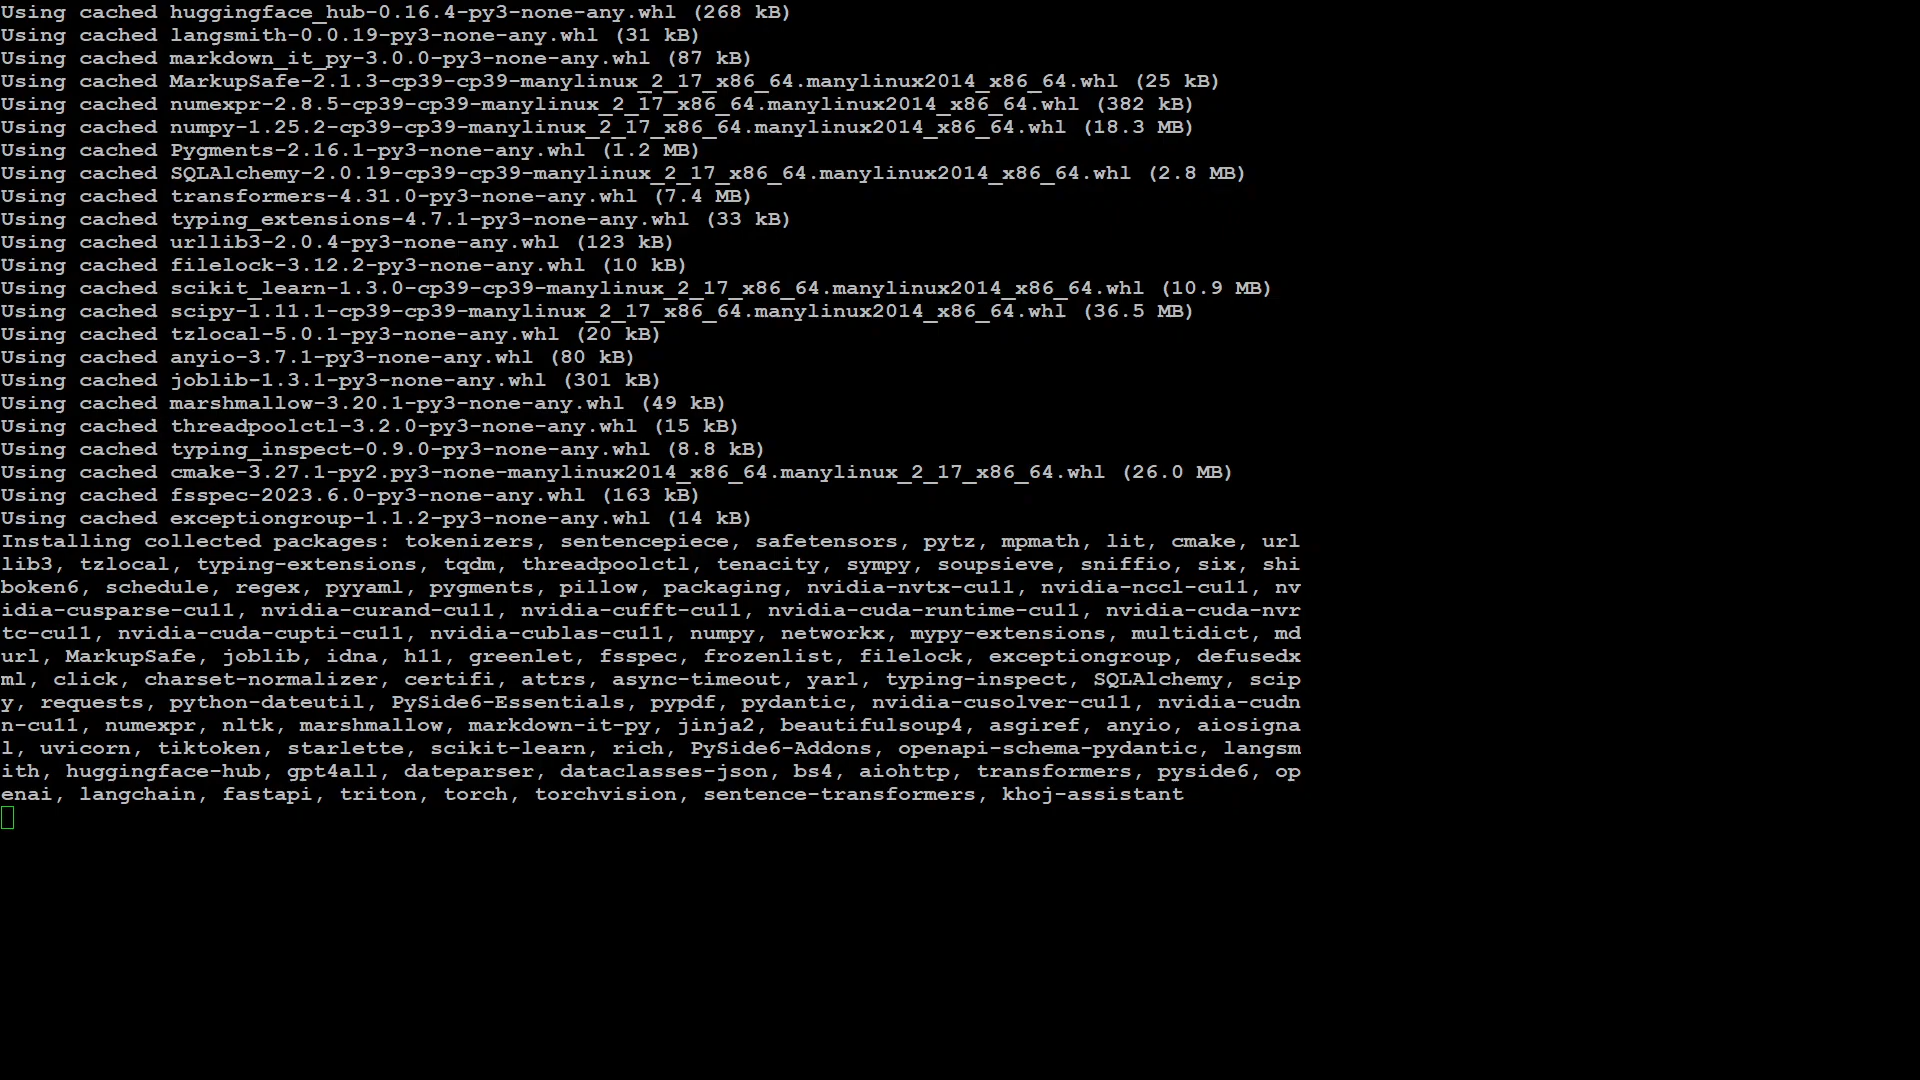 Using cached huggingface_hub-0.16.4-py3-none-any.whl (268 kB)
Using cached langsmith-0.0.19-py3-none-any.whl (31 kB)
Using cached markdown_it_py-3.0.0-py3-none-any.whl (87 kB)
Using cached MarkupSafe-2.1.3-cp39-cp39-manylinux_2_17_x86_64.manylinux2014_x86_64.whl (25 kB)
Using cached numexpr-2.8.5-cp39-cp39-manylinux_2_17_x86_64.manylinux2014_x86_64.whl (382 kB)
Using cached numpy-1.25.2-cp39-cp39-manylinux_2_17_x86_64.manylinux2014_x86_64.whl (18.3 MB)
Using cached Pygments-2.16.1-py3-none-any.whl (1.2 MB)
Using cached SQLAlchemy-2.0.19-cp39-cp39-manylinux_2_17_x86_64.manylinux2014_x86_64.whl (2.8 MB)
Using cached transformers-4.31.0-py3-none-any.whl (7.4 MB)
Using cached typing_extensions-4.7.1-py3-none-any.whl (33 kB)
Using cached urllib3-2.0.4-py3-none-any.whl (123 kB)
Using cached filelock-3.12.2-py3-none-any.whl (10 kB)
Using cached scikit_learn-1.3.0-cp39-cp39-manylinux_2_17_x86_64.manylinux2014_x86_64.whl (10.9 MB)
Using cached scipy-1.11.1-cp39-cp39-manylinux_2_17_x86_64.manylinux2014_x86_64.whl (36.5 MB)
Using cached tzlocal-5.0.1-py3-none-any.whl (20 kB)
Using cached anyio-3.7.1-py3-none-any.whl (80 kB)
Using cached joblib-1.3.1-py3-none-any.whl (301 kB)
Using cached marshmallow-3.20.1-py3-none-any.whl (49 kB)
Using cached threadpoolctl-3.2.0-py3-none-any.whl (15 kB)
Using cached typing_inspect-0.9.0-py3-none-any.whl (8.8 kB)
Using cached cmake-3.27.1-py2.py3-none-manylinux2014_x86_64.manylinux_2_17_x86_64.whl (26.0 MB)
Using cached fsspec-2023.6.0-py3-none-any.whl (163 kB)
Using cached exceptiongroup-1.1.2-py3-none-any.whl (14 kB)
Installing collected packages: tokenizers, sentencepiece, safetensors, pytz, mpmath, lit, cmake, url
lib3, tzlocal, typing-extensions, tqdm, threadpoolctl, tenacity, sympy, soupsieve, sniffio, six, shi
boken6, schedule, regex, pyyaml, pygments, pillow, packaging, nvidia-nvtx-cu11, nvidia-nccl-cu11, nv
idia-cusparse-cu11, nvidia-curand-cu11, nvidia-cufft-cu11, nvidia-cuda-runtime-cu11, nvidia-cuda-nvr
tc-cu11, nvidia-cuda-cupti-cu11, nvidia-cublas-cu11, numpy, networkx, mypy-extensions, multidict, md
url, MarkupSafe, joblib, idna, h11, greenlet, fsspec, frozenlist, filelock, exceptiongroup, defusedx
ml, click, charset-normalizer, certifi, attrs, async-timeout, yarl, typing-inspect, SQLAlchemy, scip
y, requests, python-dateutil, PySide6-Essentials, pypdf, pydantic, nvidia-cusolver-cu11, nvidia-cudn
n-cu11, numexpr, nltk, marshmallow, markdown-it-py, jinja2, beautifulsoup4, asgiref, anyio, aiosigna
l, uvicorn, tiktoken, starlette, scikit-learn, rich, PySide6-Addons, openapi-schema-pydantic, langsm
ith, huggingface-hub, gpt4all, dateparser, dataclasses-json, bs4, aiohttp, transformers, pyside6, op
enai, langchain, fastapi, triton, torch, torchvision, sentence-transformers, khoj-assistant